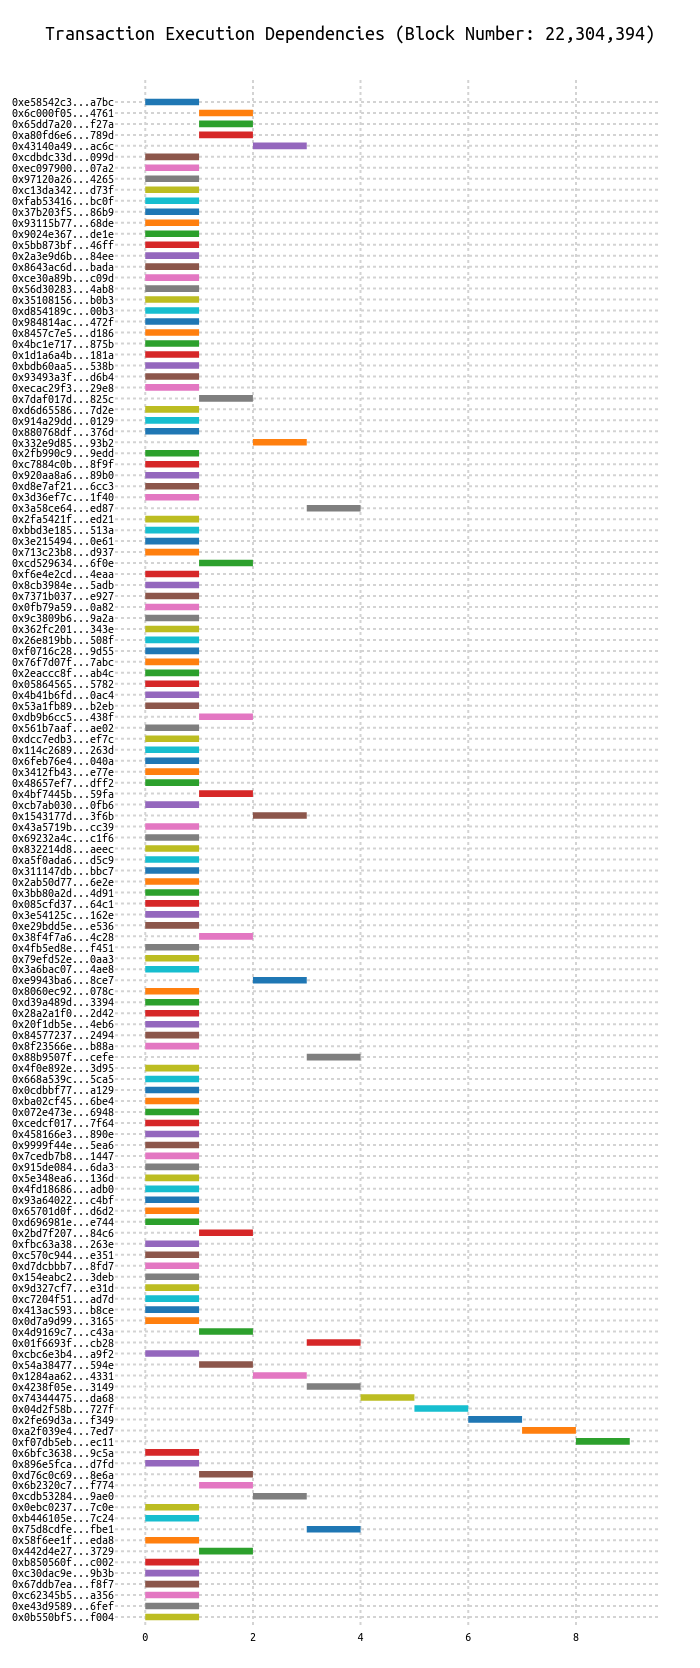 Transaction Execution Dependencies (Block Number: 22,304,394)
0xe58542c3...a7bc
0x6c000f05...4761
0x65dd7a20...f27a
0xa80fd6e6...789d
0x43140a49...ac6c
0xcdbdc33d...099d
0xec097900...07a2
0x97120a26...4265
0xc13da342...d73f
0xfab53416...bc0f
0x37b203f5...86b9
0x93115b77...68de
0x9024e367...de1e
0x5bb873bf...46ff
0x2a3e9d6b...84ee
0x8643ac6d...bada
0xce30a89b...c09d
0x56d30283...4ab8
0x35108156...b0b3
0xd854189c...00b3
0x984814ac...472f
0x8457c7e5...d186
0x4bc1e717...875b
0x1d1a6a4b...181a
0xbdb60aa5...538b
0x93493a3f...d6b4
0xecac29f3...29e8
0x7daf017d...825c
0xd6d65586...7d2e
0x914a29dd...0129
0x880768df...376d
0x332e9d85...93b2
0x2fb990c9...9edd
0xc7884c0b...8f9f
0x920aa8a6...89b0
0xd8e7af21...6cc3
0x3d36ef7c...1f40
0x3a58ce64...ed87
0x2fa5421f...ed21
0xbbd3e185...513a
0x3e215494...0e61
0x713c23b8...d937
0xcd529634...6f0e
0xf6e4e2cd...4eaa
0x8cb3984e...5adb
0x7371b037...e927
0x0fb79a59...0a82
0x9c3809b6...9a2a
0x362fc201...343e
0x26e819bb...508f
0xf0716c28...9d55
0x76f7d07f...7abc
0x2eaccc8f...ab4c
0x05864565...5782
0x4b41b6fd...0ac4
0x53a1fb89...b2eb
0xdb9b6cc5...438f
0x561b7aaf...ae02
0xdcc7edb3...ef7c
0x114c2689...263d
0x6feb76e4...040a
0x3412fb43...e77e
0x48657ef7...dff2
0x4bf7445b...59fa
0xcb7ab030...0fb6
0x1543177d...3f6b
0x43a5719b...cc39
0x69232a4c...c1f6
0x832214d8...aeec
0xa5f0ada6...d5c9
0x311147db...bbc7
0x2ab50d77...6e2e
0x3bb80a2d...4d91
0x085cfd37...64c1
0x3e54125c...162e
0xe29bdd5e...e536
0x38f4f7a6...4c28
0x4fb5ed8e...f451
0x79efd52e...0aa3
0x3a6bac07...4ae8
0xe9943ba6...8ce7
0x8060ec92...078c
0xd39a489d...3394
0x28a2a1f0...2d42
0x20f1db5e...4eb6
0x84577237...2494
0x8f23566e...b88a
0x88b9507f...cefe
0x4f0e892e...3d95
0x668a539c...5ca5
0x0cdbbf77...a129
0xba02cf45...6be4
0x072e473e...6948
0xcedcf017...7f64
0x458166e3...890e
0x9999f44e...5ea6
0x7cedb7b8...1447
0x915de084...6da3
0x5e348ea6...136d
0x4fd18686...adb0
0x93a64022...c4bf
0x65701d0f...d6d2
0xd696981e...e744
0x2bd7f207...84c6
0xfbc63a38...263e
0xc570c944...e351
0xd7dcbbb7...8fd7
0x154eabc2...3deb
0x9d327cf7...e31d
0xc7204f51...ad7d
0x413ac593...b8ce
0x0d7a9d99...3165
0x4d9169c7...c43a
0x01f6693f...cb28
0xcbc6e3b4...a9f2
0x54a38477...594e
0x1284aa62...4331
0x4238f05e...3149
0x74344475...da68
0x04d2f58b...727f
0x2fe69d3a...f349
0xa2f039e4...7ed7
0xf07db5eb...ec11
0x6bfc3638...9c5a
0x896e5fca...d7fd
0xd76c0c69...8e6a
0x6b2320c7...f774
0xcdb53284...9ae0
0x0ebc0237...7c0e
0xb446105e...7c24
0x75d8cdfe...fbe1
0x58f6ee1f...eda8
0x442d4e27...3729
0xb850560f...c002
0xc30dac9e...9b3b
0x67ddb7ea...f8f7
0xc62345b5...a356
0xe43d9589...6fef
0x0b550bf5...f004
0 2 4 6 8